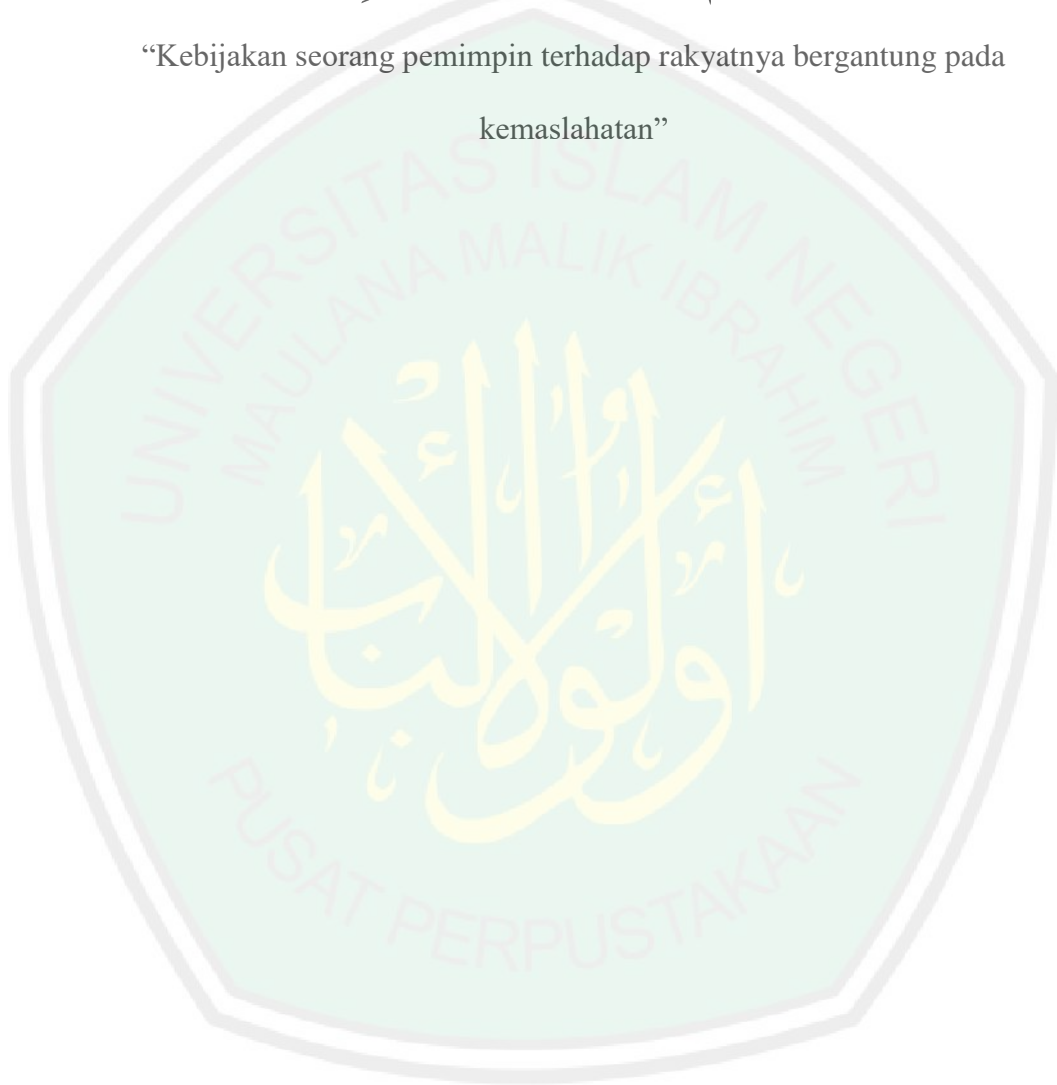 “Kebijakan seorang pemimpin terhadap rakyatnya bergantung pada
kemaslahatan”
UNIVERSITAS ISLAM NEGERI
MAULANA MALIK IBRAHIM
PUSAT PERPUSTAKAAN